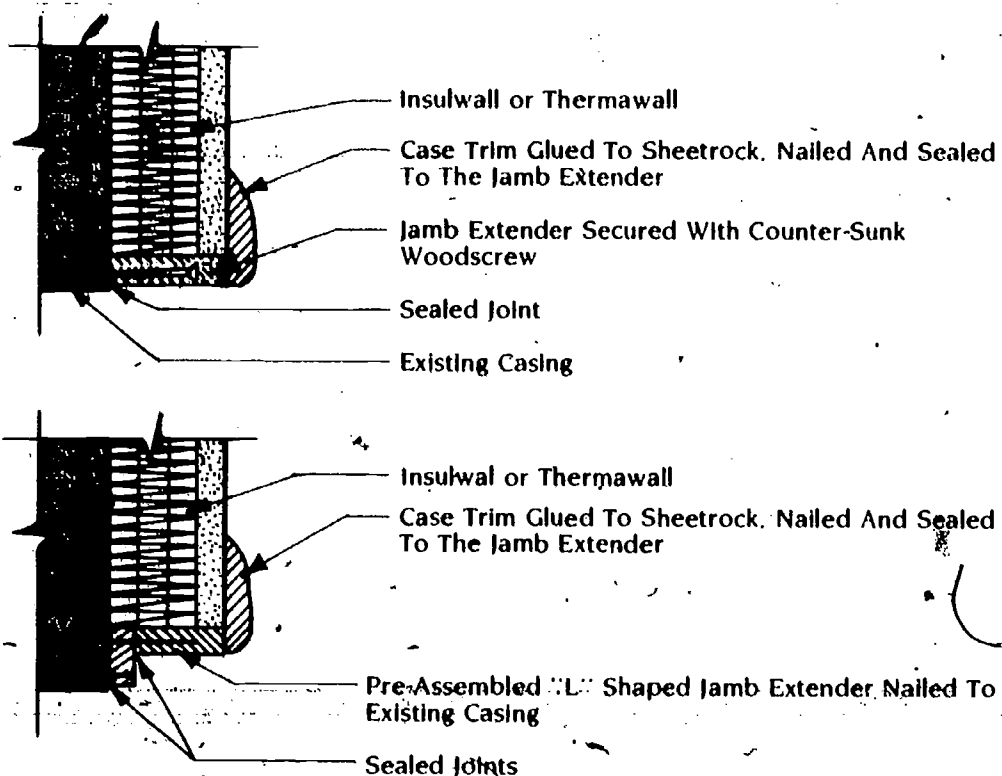 Insulwall or Thermawall
Case Trim Glued To Sheetrock, Nailed And Sealed
To The Jamb Extender
Jamb Extender Secured With Counter-Sunk
Woodscrew
Sealed Joint
Existing Casing
Insulwal or Thermawall
Case Trim Glued To Sheetrock, Nailed And Sealed
To The Jamb Extender
Pre-Assembled "L" Shaped Jamb Extender Nailed To
Existing Casing
Sealed Joints